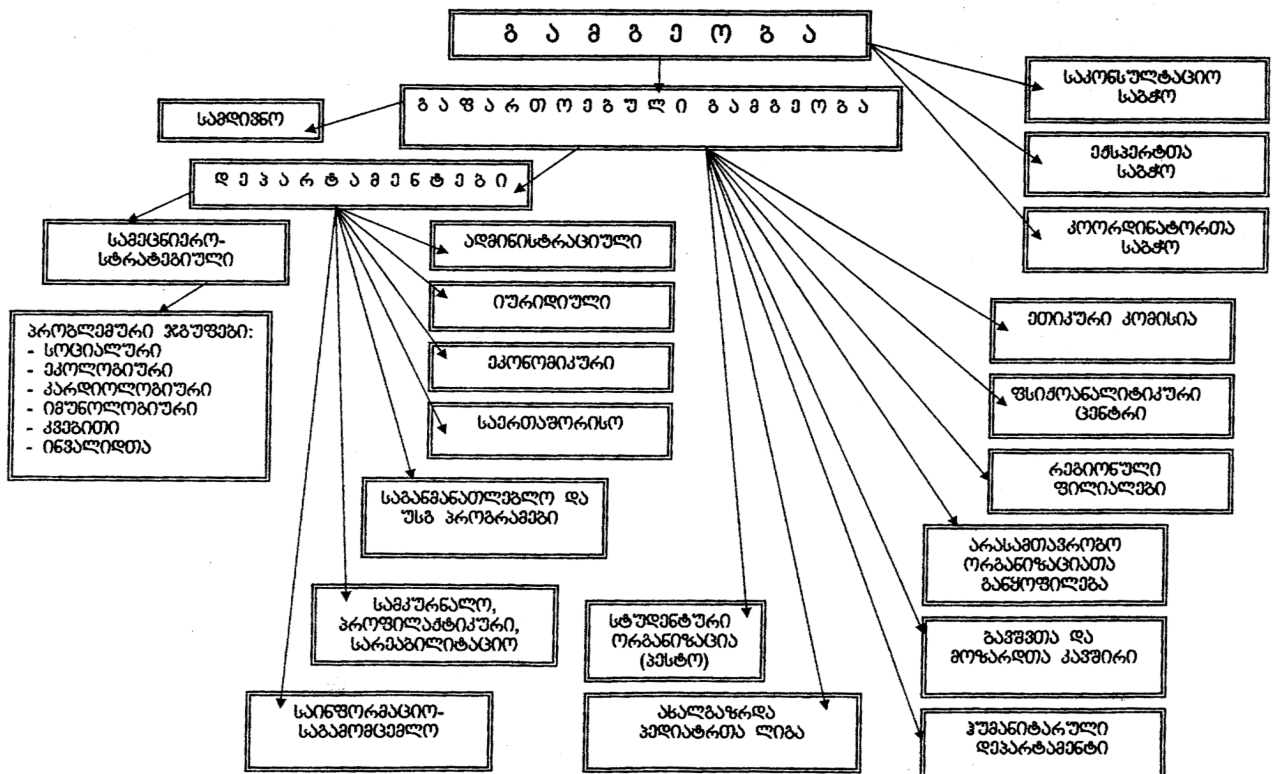 გ ა მ გ ე ო ბ ა
საკონსულტაციო
საბჭო
გ ა ფ ა რ თ ო ე ბ უ ლ ი გ ა მ გ ე ო ბ ა
სამდივნო
ექსპერტთა
საბჭო
დ ე პ ა რ ტ ა მ ე ნ ტ ე ბ ი
კოორდინატორთა
საბჭო
სამეცნიერო-
სტრატეგიული
ადმინისტრაციული
იურიდიული
ეკონომიკური
საერთაშორისო
პრობლემური ჯგუფები:
- სოციალური
- ეკოლოგიური
- კარდიოლოგიური
- იმუნოლოგიური
- კვებითი
- ინვალიდთა
ეთიკური კომისია
ფსიქოანალიტიკური
ცენტრი
რეგიონული
ფილიალები
საგანმანათლებლო და
უსგ პროგრამები
არასამთავრობო
ორგანიზაციათა
განყოფილება
სამკურნალო,
პროფილაქტიკური,
სარეაბილიტაციო
სტუდენტური
ორგანიზაცია
(პესტო)
ბავშვთა და
მოზარდთა კავშირი
საინფორმაციო-
საგამომცემლო
ახალგაზრდა
პედიატრთა ლიგა
ჰუმანიტარული
დეპარტამენტი